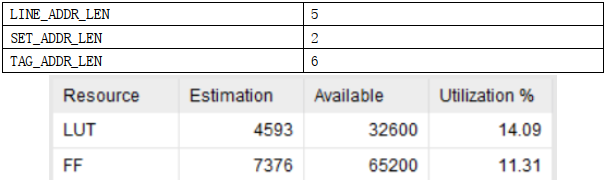 LINE_ADDR_LEN 5
SET_ADDR_LEN 2
TAG_ADDR_LEN 6
Resource Estimation Available Utilization %
LUT 4593 32600 14.09
FF 7376 65200 11.31